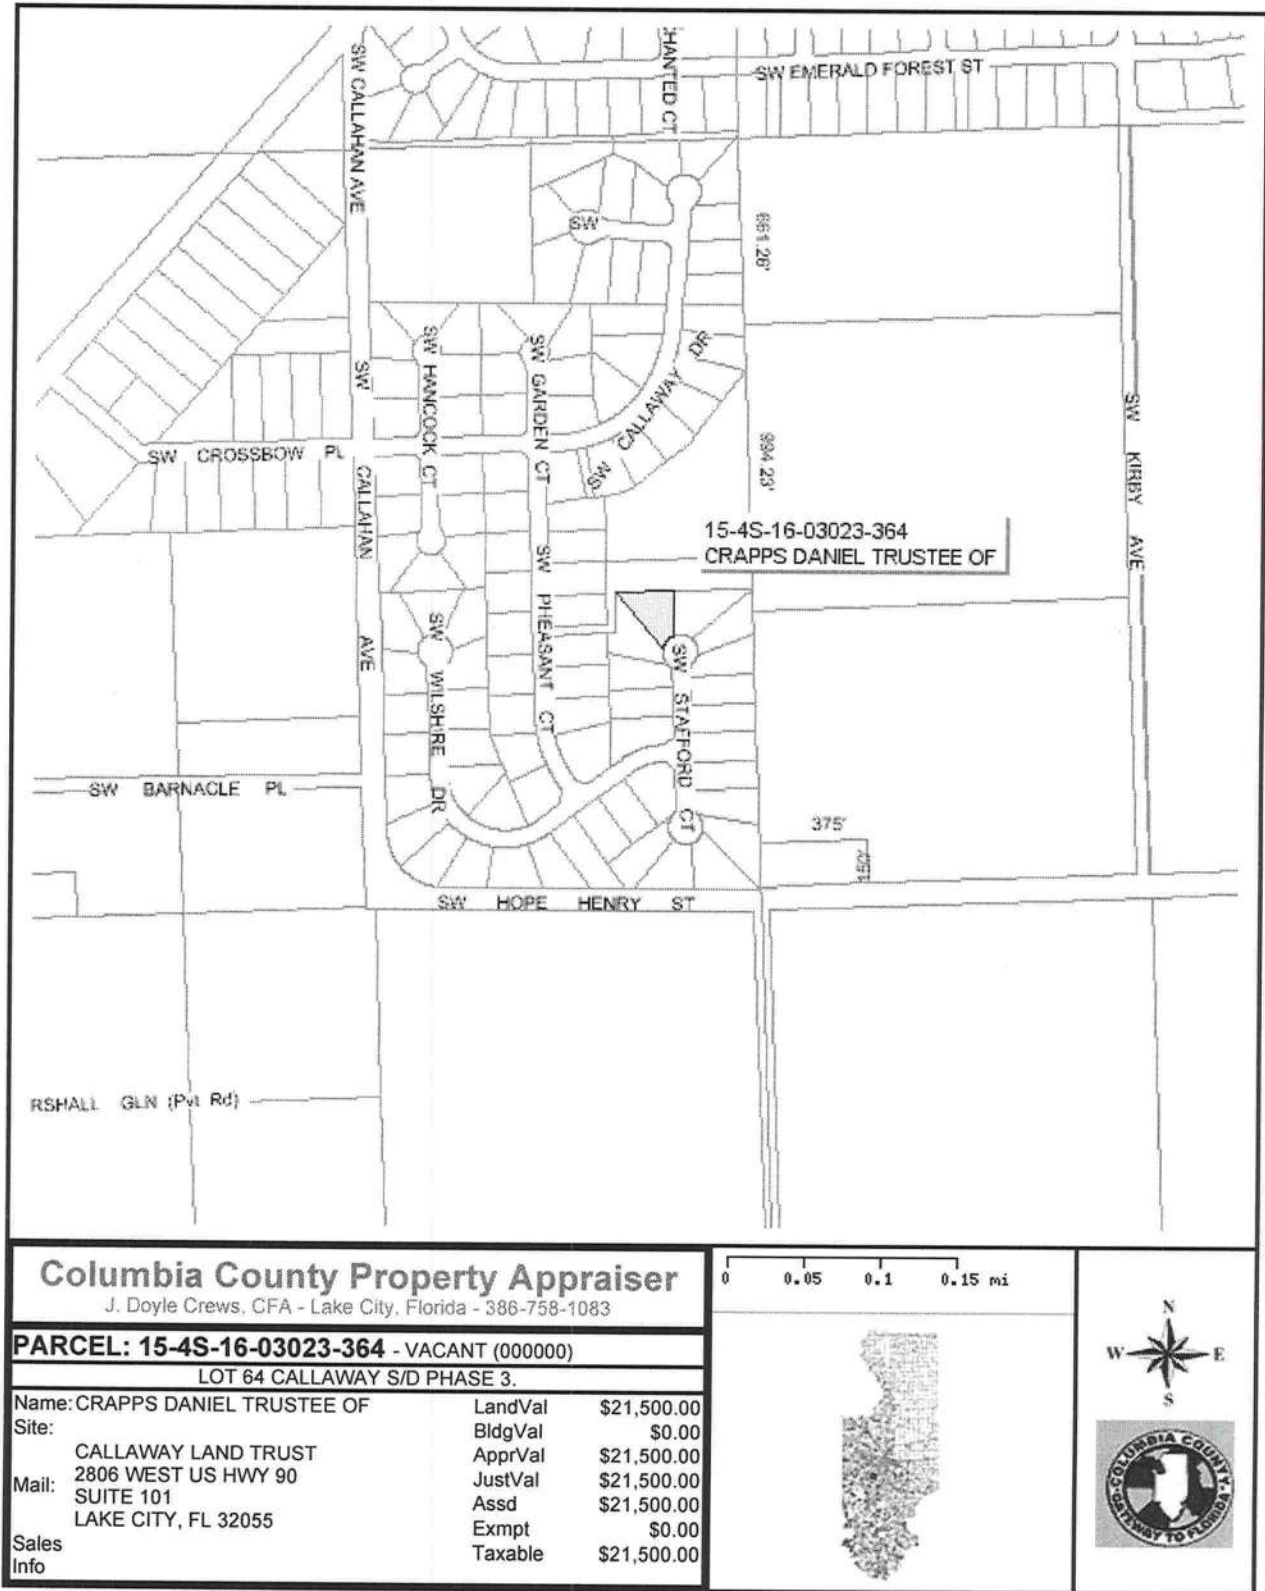 SW CALLAHAN AVE
HANTED CT
SW EMERALD FOREST ST
SW
661.26'
SW HANCOCK CT
SW GARDEN CT
SW CALLAWAY DR
SW CALLAHAN AVE
SW CROSSBOW PL
994.23'
SW KIRBY AVE
15-4S-16-03023-364
CRAPPS DANIEL TRUSTEE OF
SW PHEASANT CT
SW WILSHIRE DR
SW STAFFORD CT
SW BARNACLE PL
375'
SW HOPE HENRY ST
RSHALL GLN (Pvt Rd)
Columbia County Property Appraiser
J. Doyle Crews, CFA - Lake City, Florida - 386-758-1083
PARCEL: 15-4S-16-03023-364 - VACANT (000000)
LOT 64 CALLAWAY S/D PHASE 3.
Name: CRAPPS DANIEL TRUSTEE OF
Site:
Mail: CALLAWAY LAND TRUST
2806 WEST US HWY 90
SUITE 101
LAKE CITY, FL 32055
Sales
Info
LandVal $21,500.00
BldgVal $0.00
ApprVal $21,500.00
JustVal $21,500.00
Assd $21,500.00
Exmpt $0.00
Taxable $21,500.00
0 0.05 0.1 0.15 mi
N
W E
S
COLUMBIA COUNTY
GATEWAY TO FLORIDA